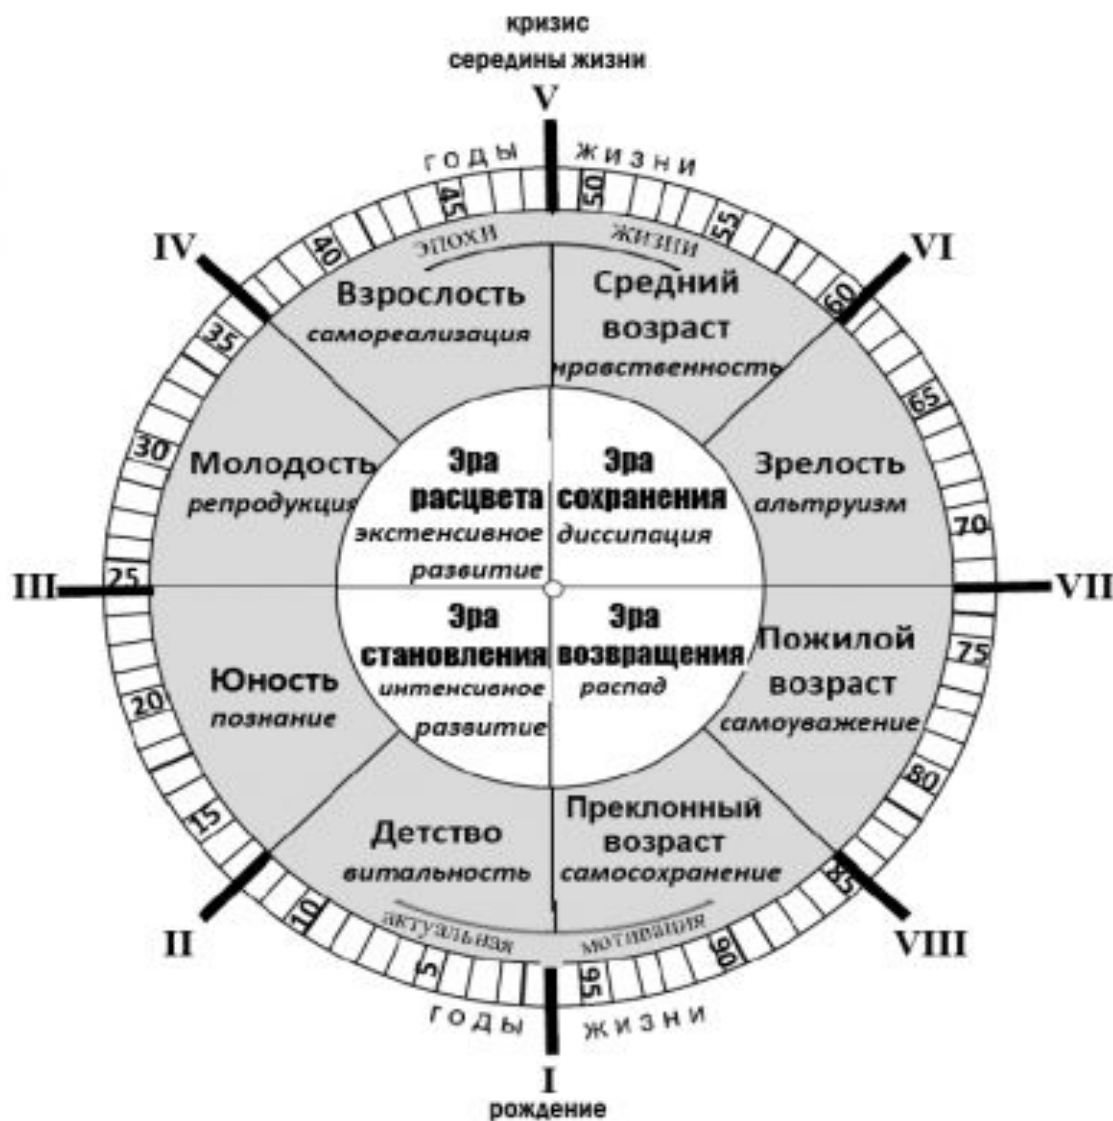 кризис
середины жизни
V
ГОДЫ ЖИЗНИ
45 50
40 55
эпохи жизни
IV VI
35 60
Взрослость
самореализация
Средний
возраст
нравственность
30 65
Молодость
репродукция
Эра
расцвета
экстенсивное
развитие
Эра
сохранения
диссипация
Зрелость
альтруизм
70
III 25 VII
Юность
познание
Эра
становления
интенсивное
развитие
Эра
возвращения
распад
Пожилой
возраст
самоуважение
75
20 80
15 85
Детство
витальность
Преклонный
возраст
самосохранение
актуальная мотивация
II VIII
10 90
5 95
ГОДЫ ЖИЗНИ
I
рождение